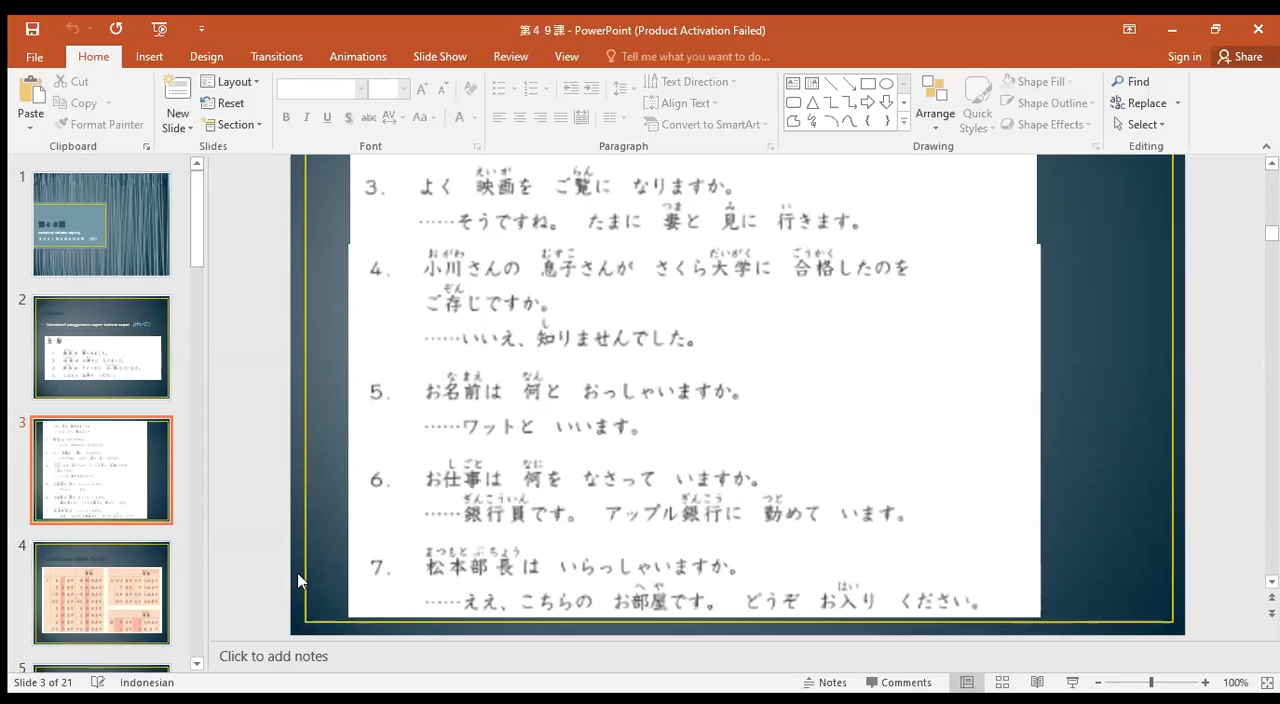 第４９課 - PowerPoint (Product Activation Failed)
File Home Insert Design Transitions Animations Slide Show Review View Tell me what you want to do... Sign in Share
Paste Cut Copy Format Painter
New Slide Layout Reset Section
Text Direction Align Text Convert to SmartArt
Arrange Quick Styles Shape Fill Shape Outline Shape Effects
Find Replace Select
Clipboard Slides Font Paragraph Drawing Editing
1
2
3
4
5
3. よく 映画を ご覧に なりますか。
……そうですね。 たまに 妻と 見に 行きます。
4. 小川さんの 息子さんが さくら大学に 合格したのを
ご存じですか。
……いいえ、知りませんでした。
5. お名前は 何と おっしゃいますか。
……ワットと いいます。
6. お仕事は 何を なさって いますか。
……銀行員です。 アップル銀行に 勤めて います。
7. 松本部長は いらっしゃいますか。
……ええ、こちらの お部屋です。 どうぞ お入り ください。
Click to add notes
Slide 3 of 21 Indonesian Notes Comments 100%